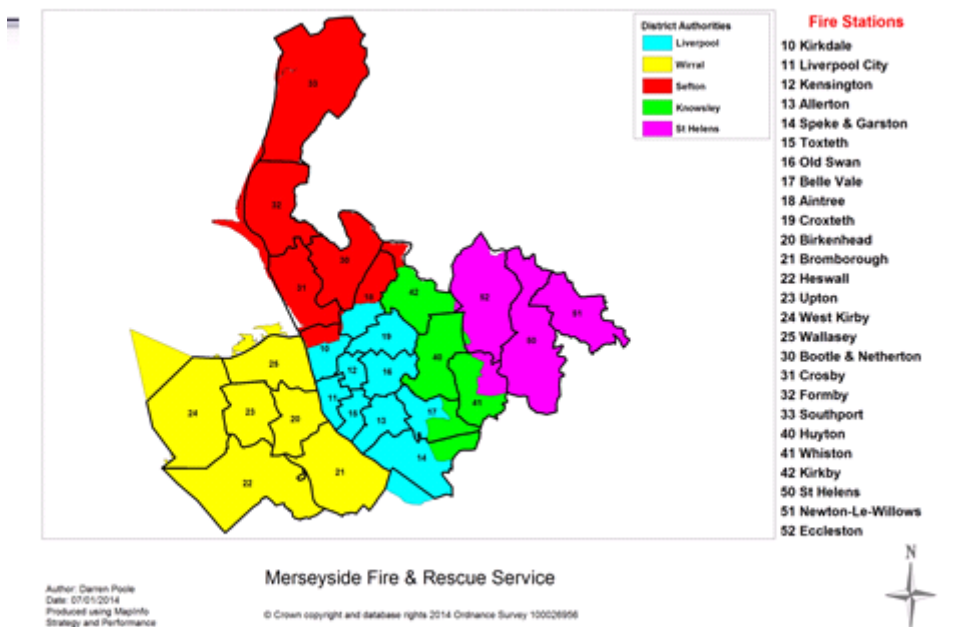 District Authorities
Liverpool
Wirral
Sefton
Knowsley
St Helens
Fire Stations
10 Kirkdale
11 Liverpool City
12 Kensington
13 Allerton
14 Speke & Garston
15 Toxteth
16 Old Swan
17 Belle Vale
18 Aintree
19 Croxteth
20 Birkenhead
21 Bromborough
22 Heswall
23 Upton
24 West Kirby
25 Wallasey
30 Bootle & Netherton
31 Crosby
32 Formby
33 Southport
40 Huyton
41 Whiston
42 Kirkby
50 St Helens
51 Newton-Le-Willows
52 Eccleston
33
32
30
31
18
42
52
51
50
10
19
40
25
12
16
11
41
24
23
20
15
13
17
14
22
21
N
Merseyside Fire & Rescue Service
Author: Darren Poole
Date: 07/01/2014
Produced using MapInfo
Strategy and Performance
© Crown copyright and database rights 2014 Ordnance Survey 100026956